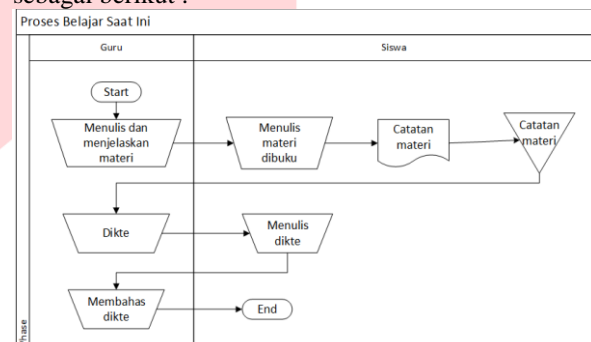 sebagai berikut :
Proses Belajar Saat Ini
Guru
Siswa
Start
Menulis dan
menjelaskan
materi
Menulis
materi
dibuku
Catatan
materi
Catatan
materi
Dikte
Menulis
dikte
Membahas
dikte
End